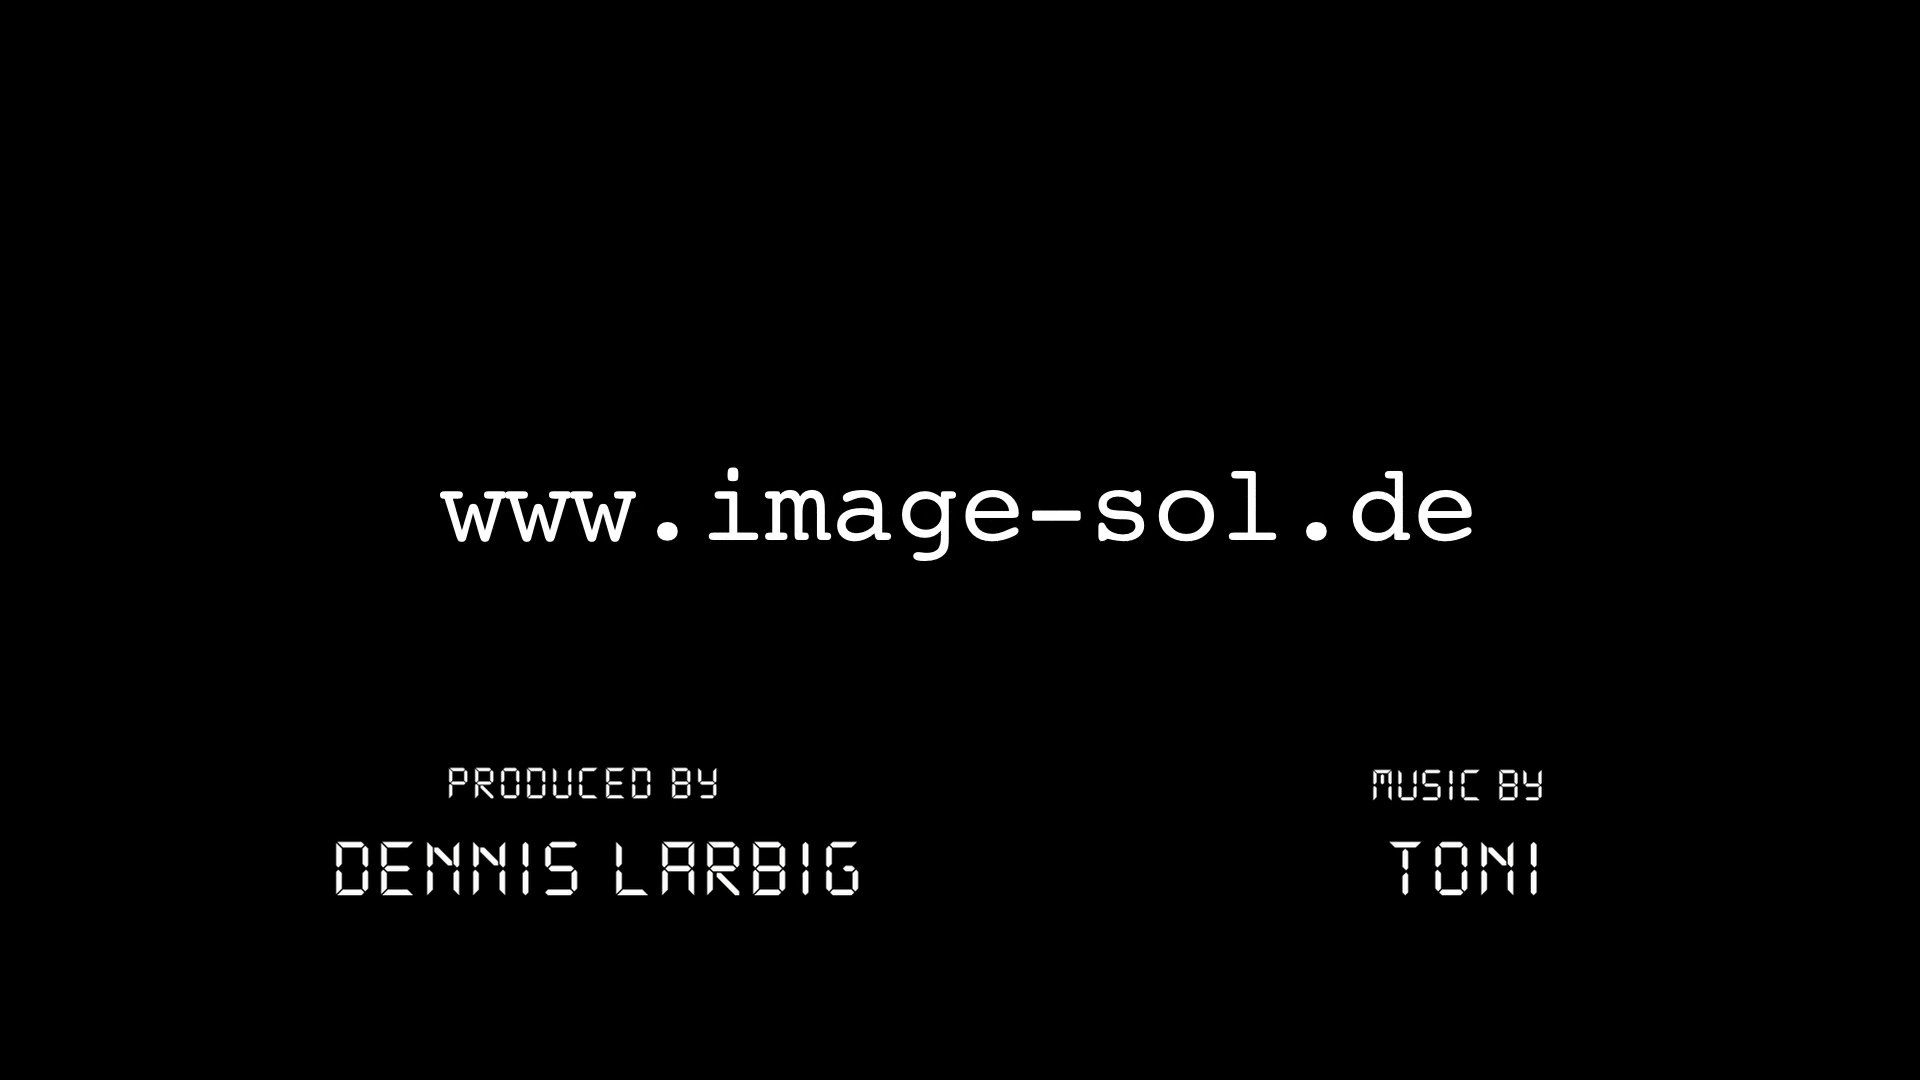 www.image-sol.de
PRODUCED BY
DENNIS LARBIG
MUSIC BY
TONI